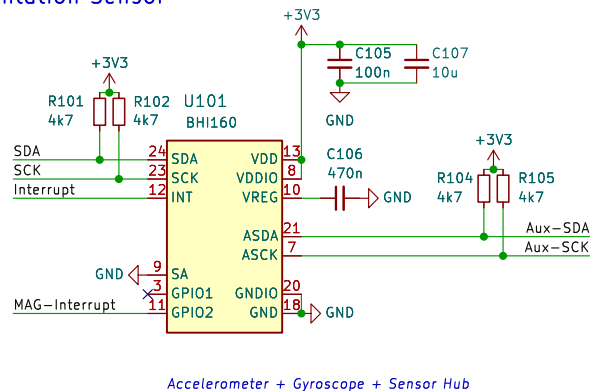 ntation Sensor
+3V3
C105
100n
C107
10u
GND
+3V3
R101
4k7
R102
4k7
U101
BHI160
SDA
SCK
Interrupt
24
23
12
SDA
SCK
INT
VDD
VDDIO
VREG
13
8
10
C106
470n
GND
+3V3
R104
4k7
R105
4k7
ASDA
ASCK
21
7
Aux-SDA
Aux-SCK
GND
9
SA
3
GPIO1
MAG-Interrupt
11
GPIO2
GNDIO
20
GND
18
GND
Accelerometer + Gyroscope + Sensor Hub